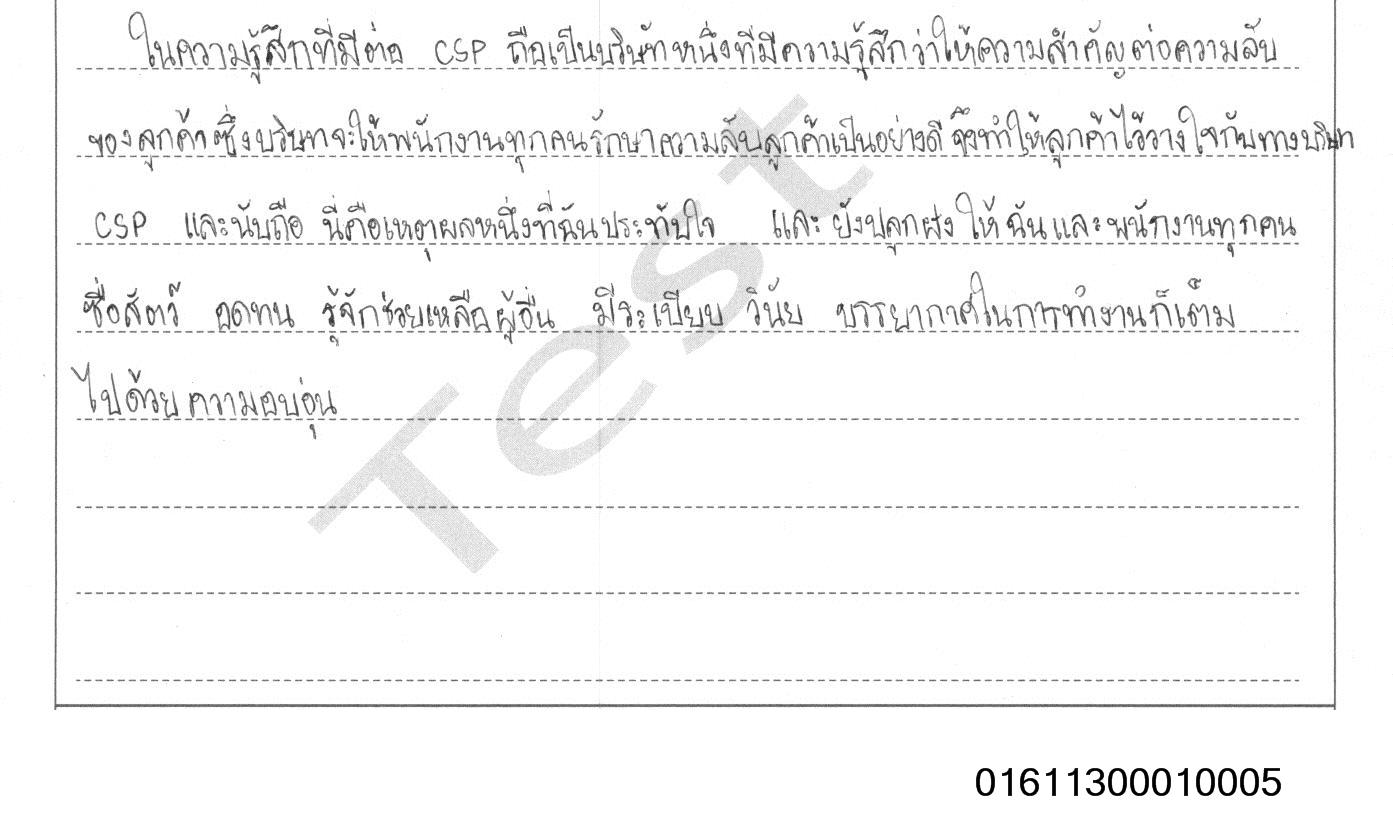 ในความรู้สึกที่มีต่อ CSP ถือเป็นบริษัทหนึ่งที่มีความรู้สึกว่าให้ความสำคัญต่อความลับ
ของลูกค้าซึ่งบริษทจะให้พนักงานทุกคนรักษาความลับลูกค้าเป็นอย่างดี จึงทำให้ลูกค้าไว้วางใจกับทางบริษท
CSP และนับถือ นี่คือเหตุผลหนึ่งที่ฉันประทับใจ และยังปลูกฝังให้ฉันและพนักงานทุกคน
ซื่อสัตว์ อดทน รู้จักช่วยเหลือผู้อื่น มีระเบียบ วินัย บรรยากาศในการทำงานก็เต็ม
ไปด้วยความอบอุ่น
Test
01611300010005